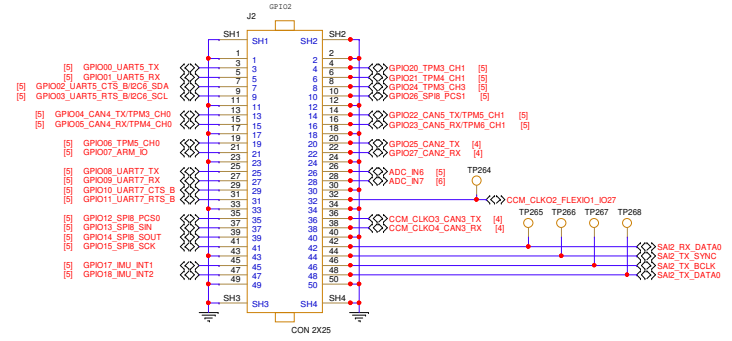 GPIO2
J2
SH1 SH1 SH2 SH2
1 1 2 2
[5] GPIO00_UART5_TX 3 3 4 4 GPIO20_TPM3_CH1 [5]
[5] GPIO01_UART5_RX 5 5 6 6 GPIO21_TPM4_CH1 [5]
[5] GPIO02_UART5_CTS_B/I2C6_SDA 7 7 8 8 GPIO24_TPM3_CH3 [5]
[5] GPIO03_UART5_RTS_B/I2C6_SCL 9 9 10 10 GPIO26_SPI8_PCS1 [5]
11 11 12 12
[5] GPIO04_CAN4_TX/TPM3_CH0 13 13 14 14 GPIO22_CAN5_TX/TPM5_CH1 [5]
[5] GPIO05_CAN4_RX/TPM4_CH0 15 15 16 16 GPIO23_CAN5_RX/TPM6_CH1 [5]
17 17 18 18
[5] GPIO06_TPM5_CH0 19 19 20 20 GPIO25_CAN2_TX [4]
[5] GPIO07_ARM_IO 21 21 22 22 GPIO27_CAN2_RX [4]
23 23 24 24
[5] GPIO08_UART7_TX 25 25 26 26 ADC_IN6 [5]
[5] GPIO09_UART7_RX 27 27 28 28 ADC_IN7 [6]
[5] GPIO10_UART7_CTS_B 29 29 30 30 TP264
[5] GPIO11_UART7_RTS_B 31 31 32 32 CCM_CLKO2_FLEXIO1_IO27
33 33 34 34
[5] GPIO12_SPI8_PCS0 35 35 36 36 CCM_CLKO3_CAN3_TX [4] TP265 TP266 TP267 TP268
[5] GPIO13_SPI8_SIN 37 37 38 38 CCM_CLKO4_CAN3_RX [4]
[5] GPIO14_SPI8_SOUT 39 39 40 40
[5] GPIO15_SPI8_SCK 41 41 42 42 SAI2_RX_DATA0
43 43 44 44 SAI2_TX_SYNC
[5] GPIO17_IMU_INT1 45 45 46 46 SAI2_TX_BCLK
[5] GPIO18_IMU_INT2 47 47 48 48 SAI2_TX_DATA0
49 49 50 50
SH3 SH3 SH4 SH4
CON 2X25